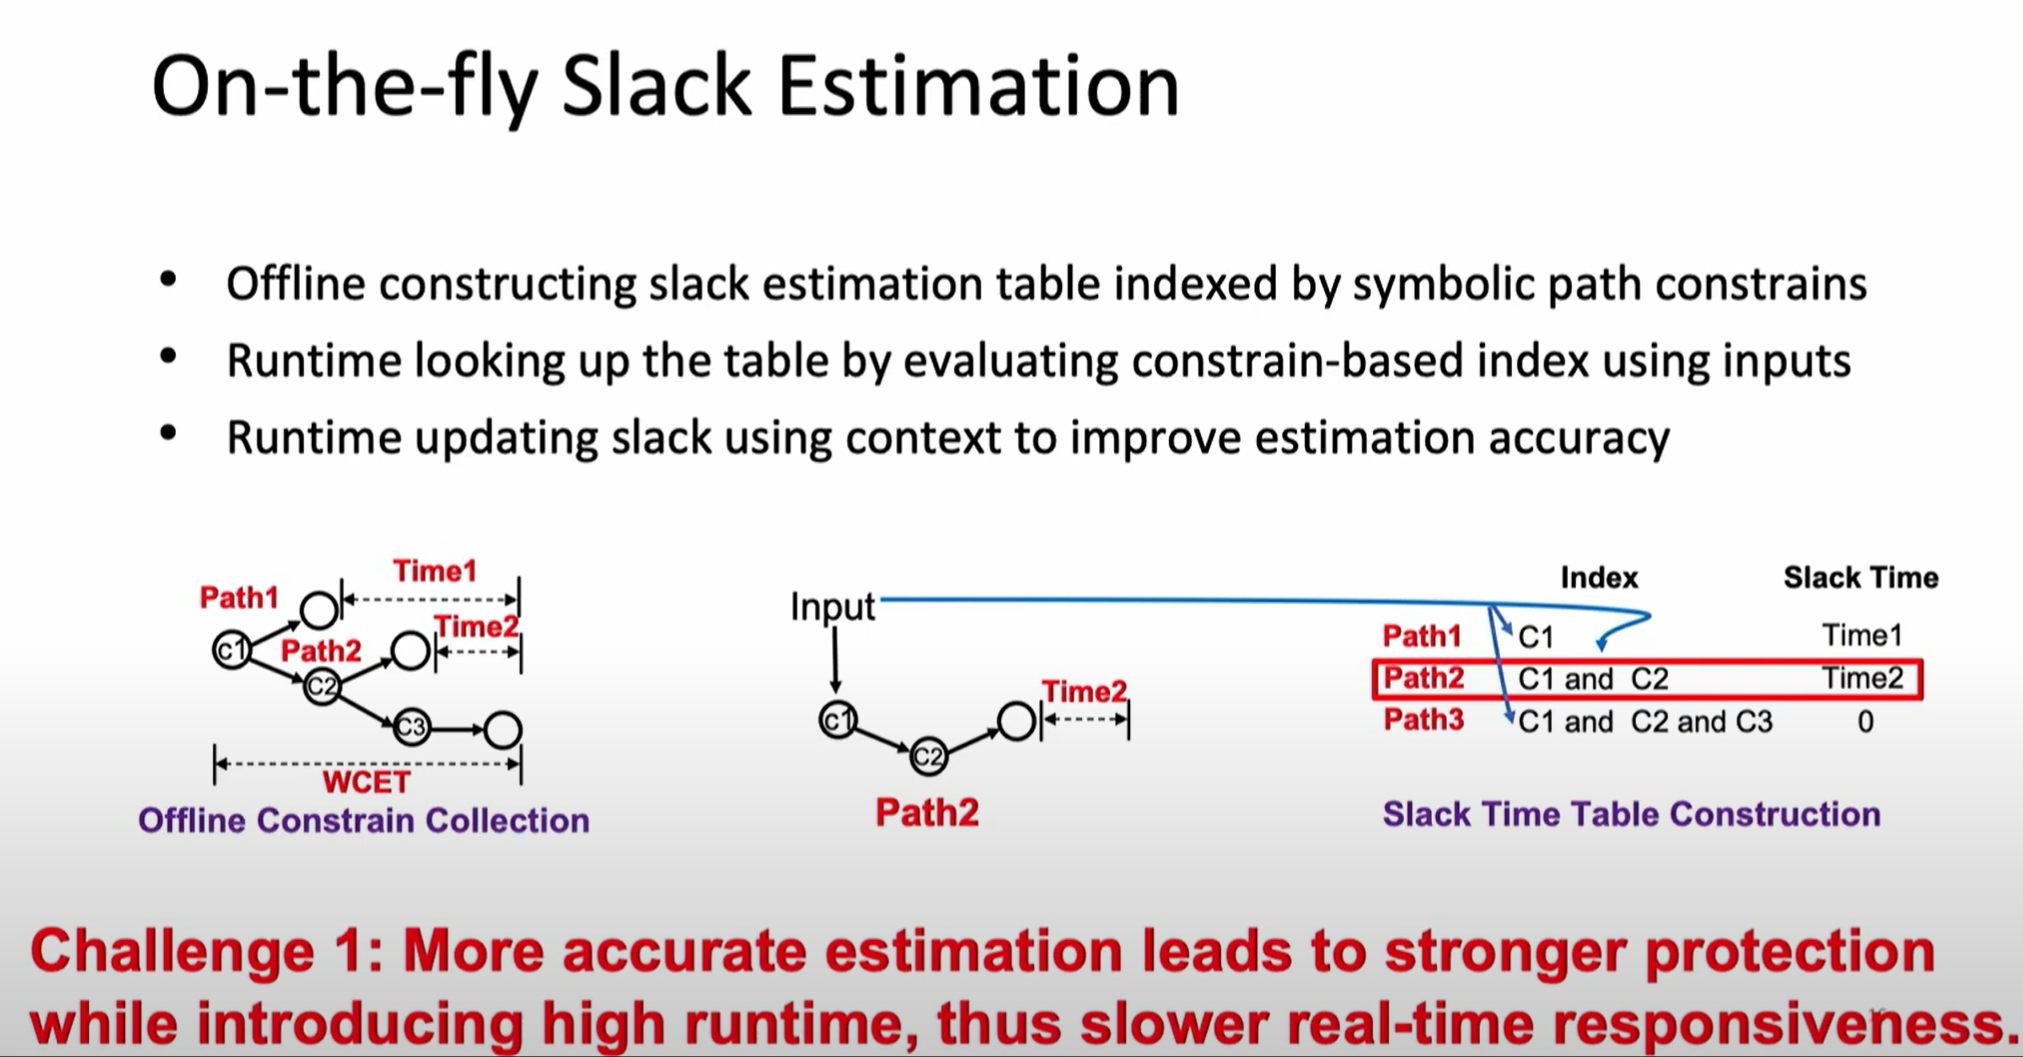 On-the-fly Slack Estimation
• Offline constructing slack estimation table indexed by symbolic path constrains
• Runtime looking up the table by evaluating constrain-based index using inputs
• Runtime updating slack using context to improve estimation accuracy
Time1
Path1
Time2
C1
Path2
C2
C3
WCET
Offline Constrain Collection
Input
Time2
C1
C2
Path2
Index Slack Time
Path1 C1 Time1
Path2 C1 and C2 Time2
Path3 C1 and C2 and C3 0
Slack Time Table Construction
Challenge 1: More accurate estimation leads to stronger protection
while introducing high runtime, thus slower real-time responsiveness.